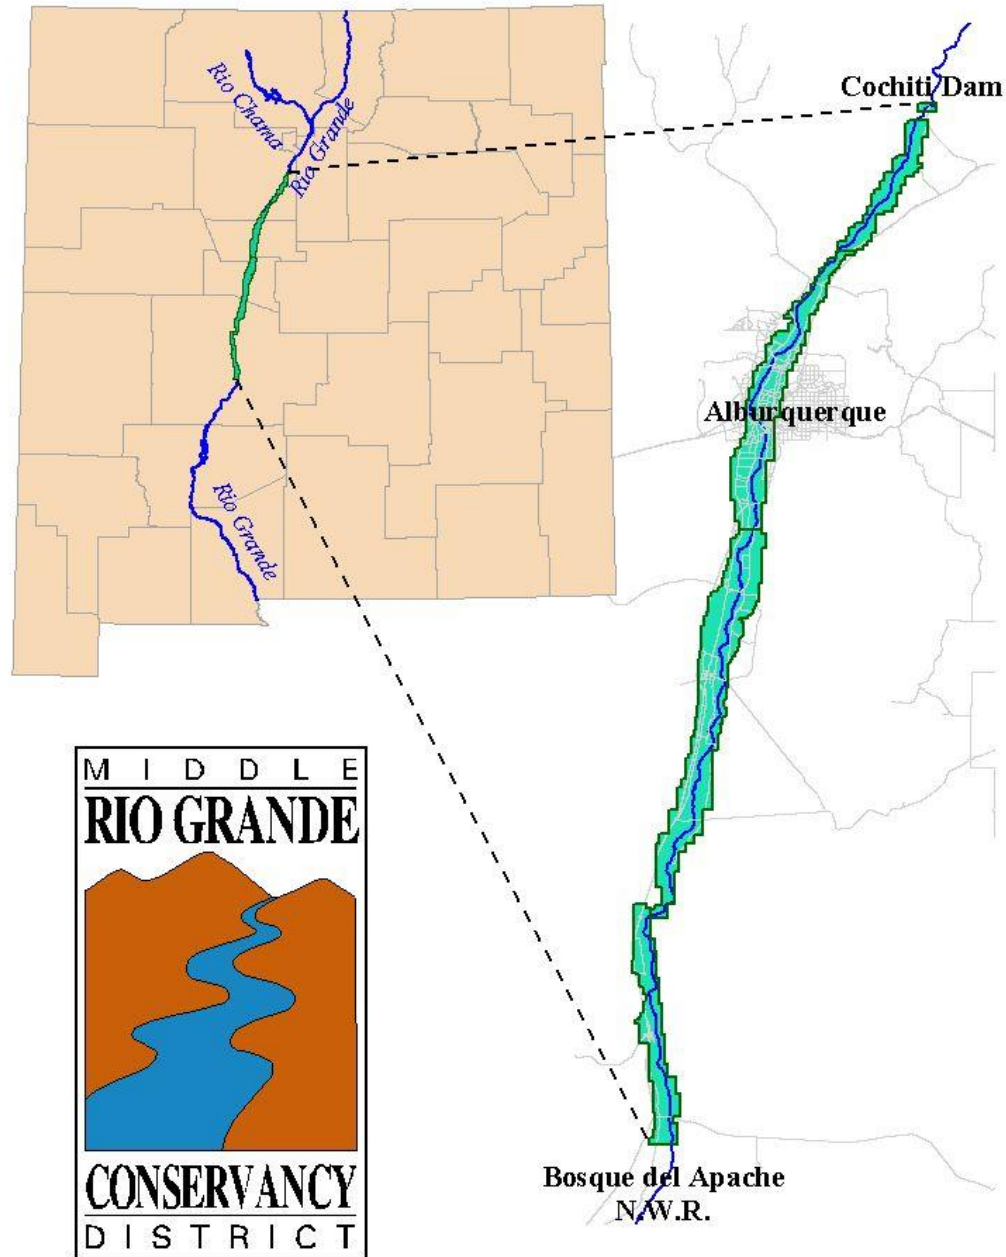 Rio Chama
Rio Grande
Rio Grande
Cochiti Dam
Alburquerque
Bosque del Apache
N.W.R.
MIDDLE
RIO GRANDE
CONSERVANCY
DISTRICT